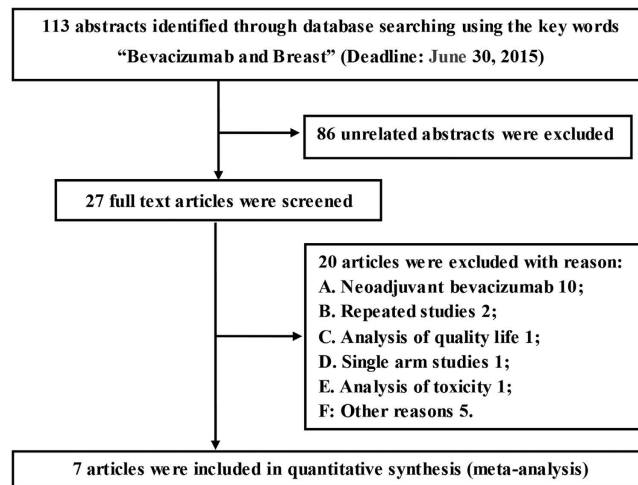 113 abstracts identified through database searching using the key words
“Bevacizumab and Breast” (Deadline: June 30, 2015)
86 unrelated abstracts were excluded
27 full text articles were screened
20 articles were excluded with reason:
A. Neoadjuvant bevacizumab 10;
B. Repeated studies 2;
C. Analysis of quality life 1;
D. Single arm studies 1;
E. Analysis of toxicity 1;
F: Other reasons 5.
7 articles were included in quantitative synthesis (meta-analysis)